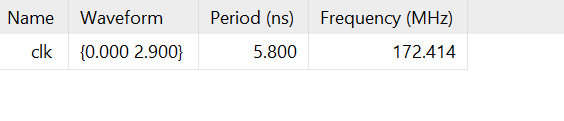 Name Waveform Period (ns) Frequency (MHz)
clk {0.000 2.900} 5.800 172.414